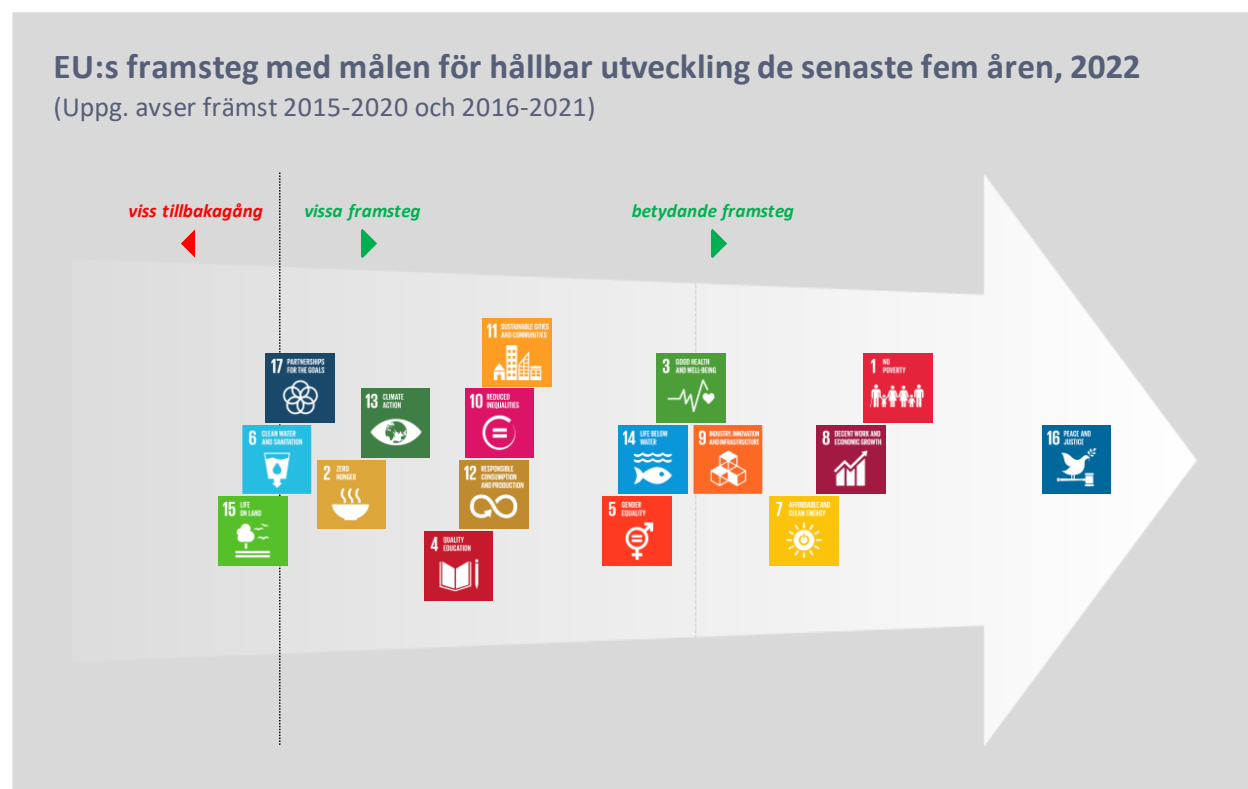 EU:s framsteg med målen för hållbar utveckling de senaste fem åren, 2022
(Uppg. avser främst 2015-2020 och 2016-2021)
viss tillbakagång
vissa framsteg
betydande framsteg
11 SUSTAINABLE CITIES
AND COMMUNITIES
17 PARTNERSHIPS
FOR THE GOALS
3 GOOD HEALTH
AND WELL-BEING
1 NO
POVERTY
13 CLIMATE
ACTION
10 REDUCED
INEQUALITIES
6 CLEAN WATER
AND SANITATION
14 LIFE BELOW
WATER
9 INDUSTRY, INNOVATION
AND INFRASTRUCTURE
8 DECENT WORK AND
ECONOMIC GROWTH
16 PEACE AND
JUSTICE
2 ZERO
HUNGER
12 RESPONSIBLE
CONSUMPTION
AND PRODUCTION
15 LIFE
ON LAND
5 GENDER
EQUALITY
7 AFFORDABLE AND
CLEAN ENERGY
4 QUALITY
EDUCATION